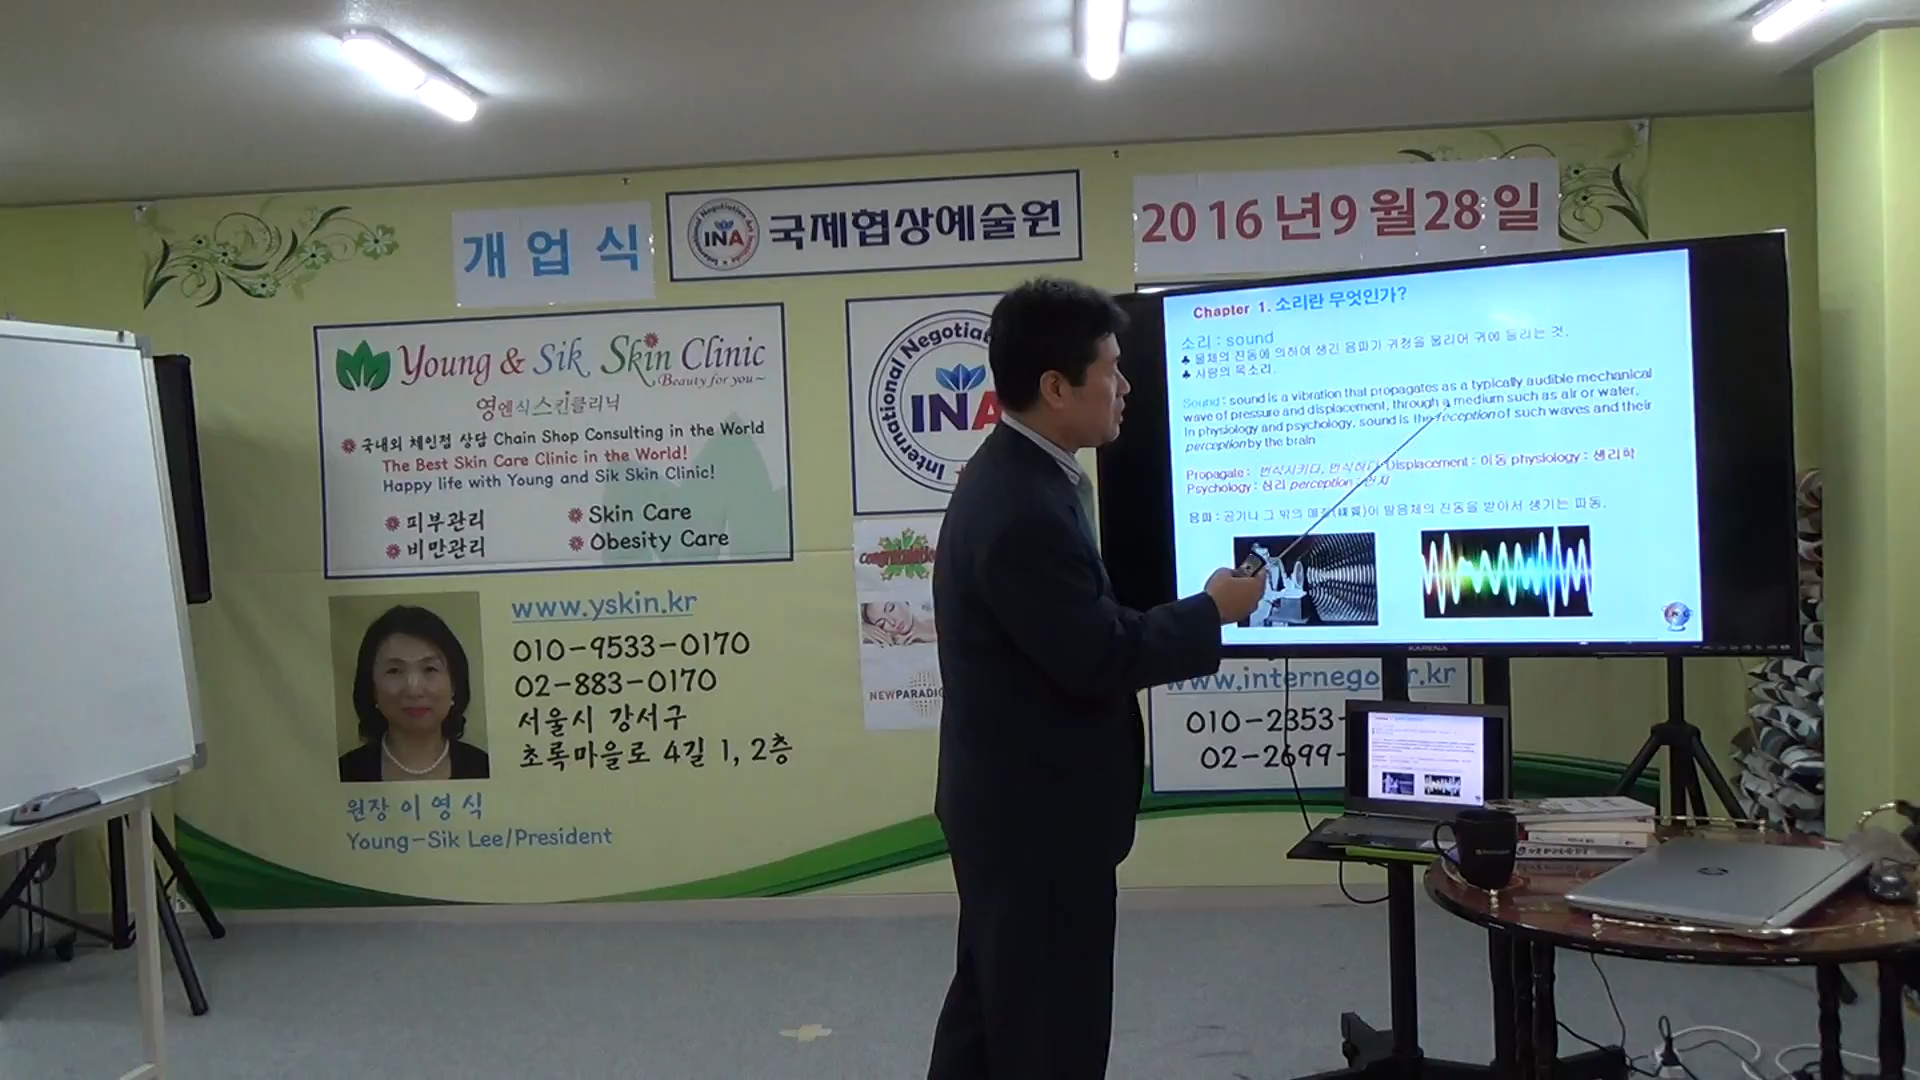 개업식
INA
International Negotiation Art Institute
국제협상예술원
2016년9월28일
Young & Sik Skin Clinic
Beauty for you~
영엔식스킨클리닉
국내외 체인점 상담 Chain Shop Consulting in the World
The Best Skin Care Clinic in the World!
Happy life with Young and Sik Skin Clinic!
피부관리
Skin Care
비만관리
Obesity Care
www.yskin.kr
010-9533-0170
02-883-0170
서울시 강서구
초록마을로 4길 1, 2층
원장 이영식
Young-Sik Lee/President
International Negotiat
INA
NEWPARADIG
Chapter 1. 소리란 무엇인가?
소리 : sound
♣ 물체의 진동에 의하여 생긴 음파가 귀청을 울리어 귀에 들리는 것.
♣ 사람의 목소리.
Sound : sound is a vibration that propagates as a typically audible mechanical
wave of pressure and displacement, through a medium such as air or water.
In physiology and psychology, sound is the reception of such waves and their
perception by the brain
Propagate : 번식시키다, 번식하다 Displacement : 이동 physiology : 생리학
Psychology : 심리 perception : 인지
음파 : 공기나 그 밖의 매질(媒質)이 발음체의 진동을 받아서 생기는 파동.
KARENA
www.internego
r.kr
010-2353-
02-2699-
hp